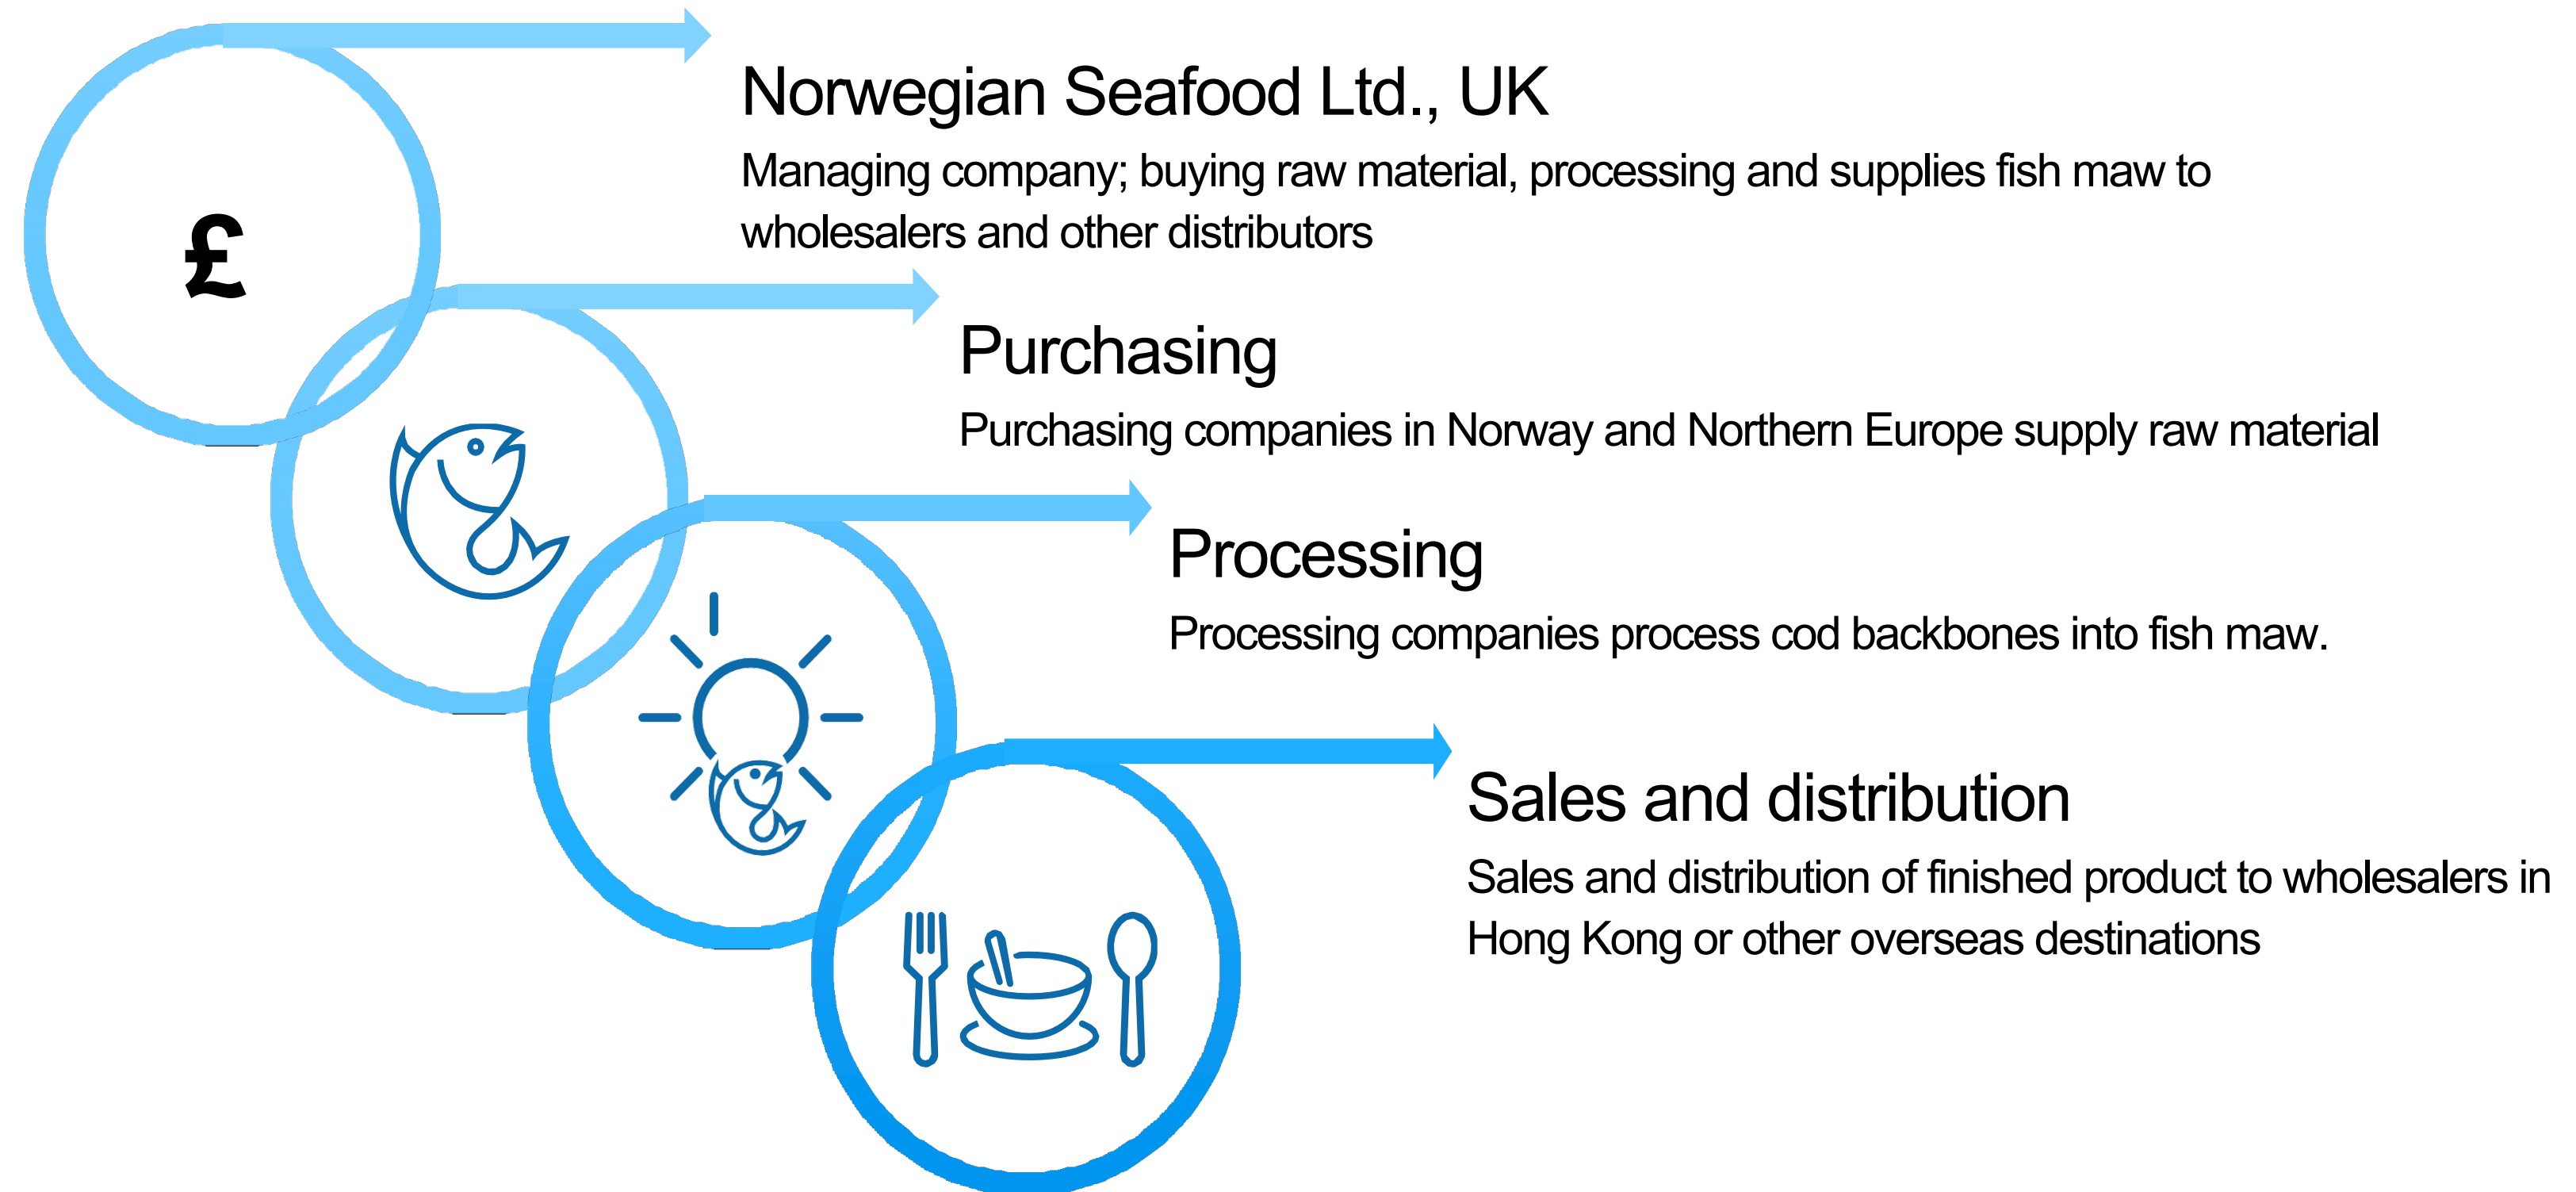 £
Norwegian Seafood Ltd., UK
Managing company; buying raw material, processing and supplies fish maw to
wholesalers and other distributors
Purchasing
Purchasing companies in Norway and Northern Europe supply raw material
Processing
Processing companies process cod backbones into fish maw.
Sales and distribution
Sales and distribution of finished product to wholesalers in
Hong Kong or other overseas destinations